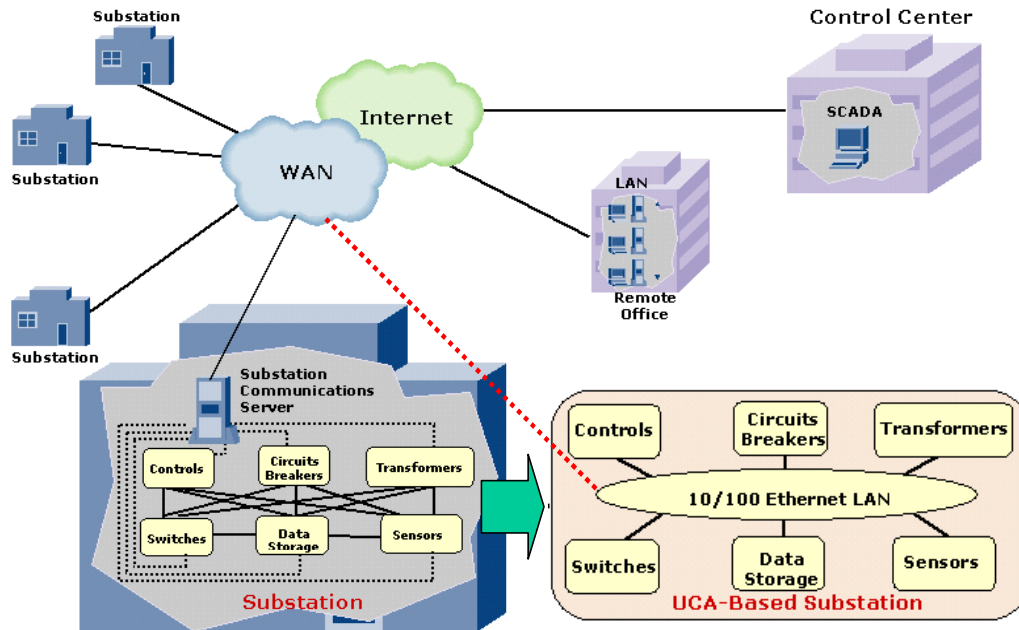 Substation
Control Center
Internet
SCADA
Substation
WAN
LAN
Remote
Office
Substation
Substation
Communications
Server
Controls
Circuits
Breakers
Transformers
Switches
Data
Storage
Sensors
Substation
Controls
Circuits
Breakers
Transformers
10/100 Ethernet LAN
Switches
Data
Storage
Sensors
UCA-Based Substation